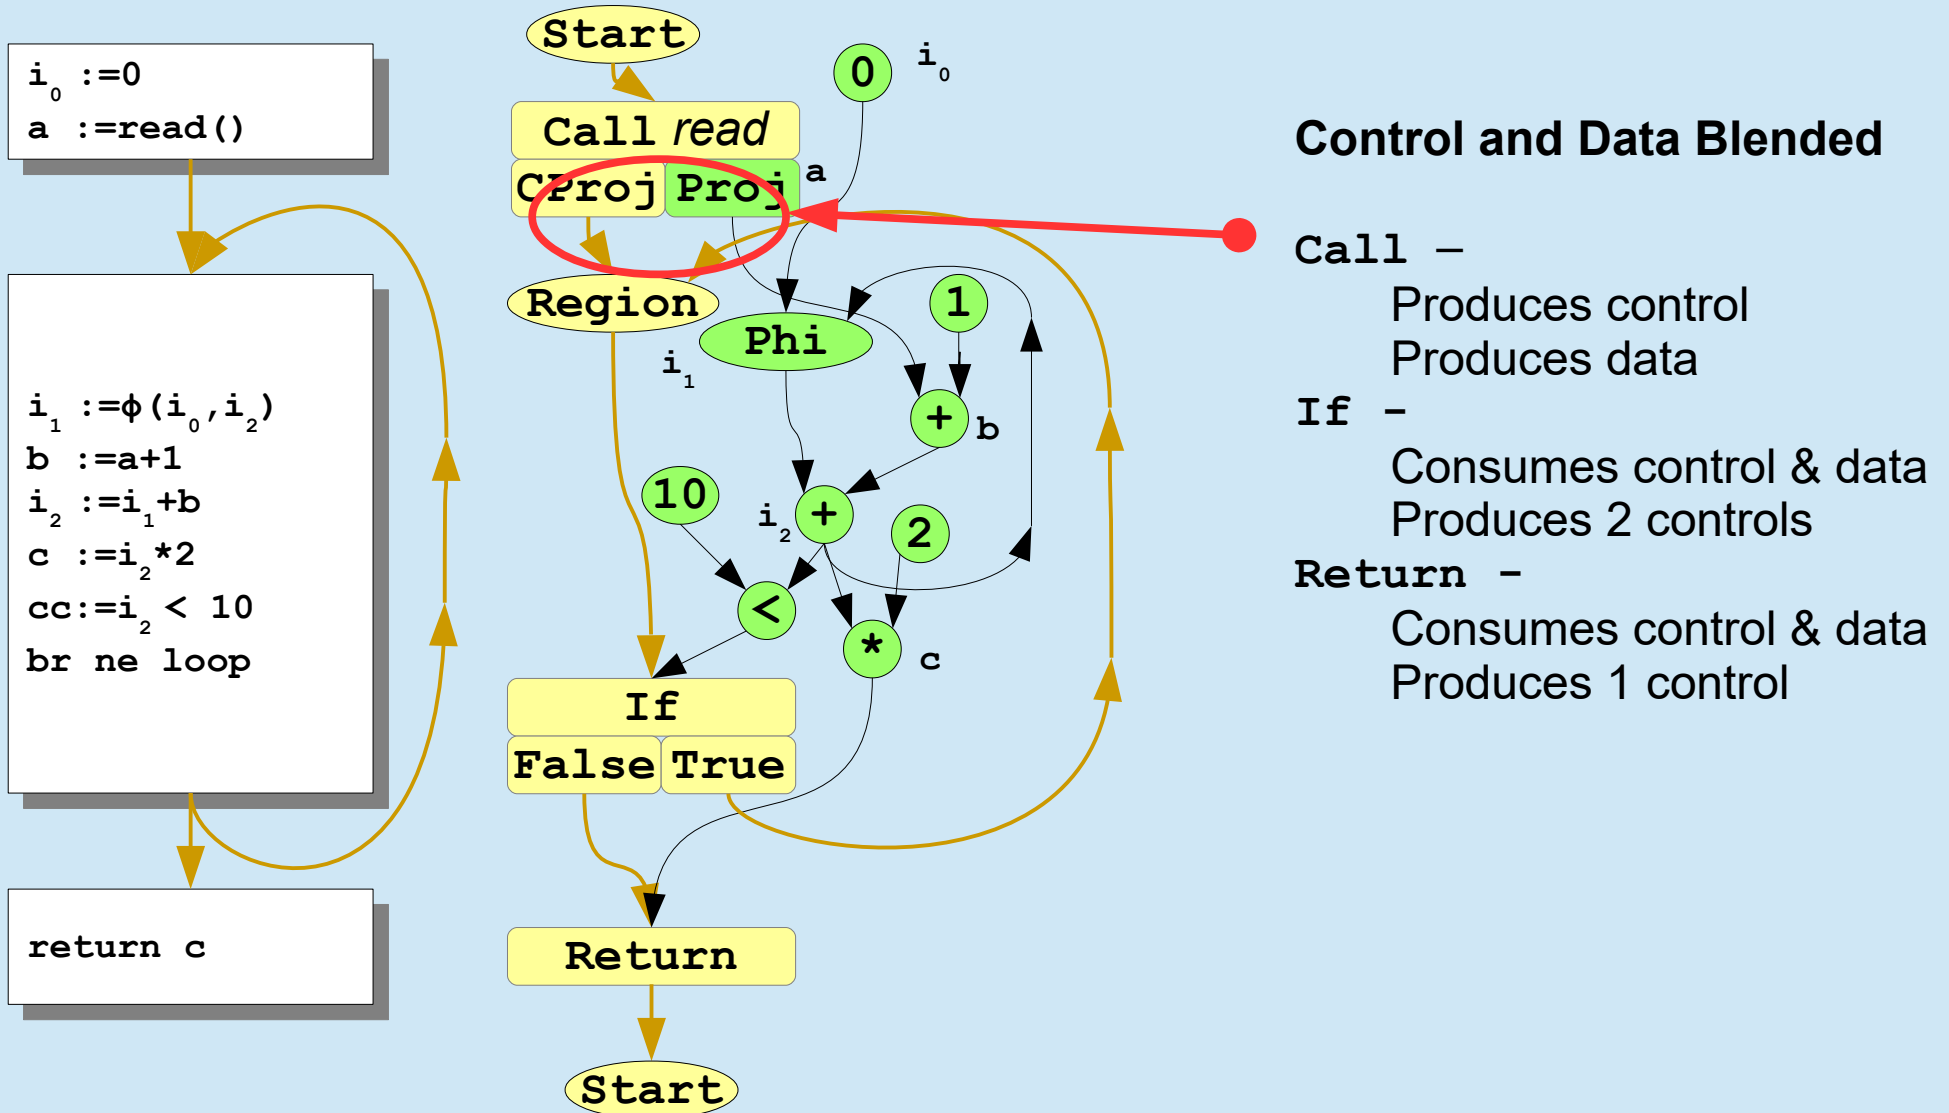 i₀ :=0
a :=read()
i₁ :=ϕ(i₀,i₂)
b :=a+1
i₂ :=i₁+b
c :=i₂*2
cc:=i₂< 10
br ne loop
return c
Start
0
i₀
Call read
CProj Proj
a
Region
Phi
i₁
1
+
b
10
i₂
+
2
<
*
c
If
False True
Return
Start
Control and Data Blended
Call –
Produces control
Produces data
If –
Consumes control & data
Produces 2 controls
Return –
Consumes control & data
Produces 1 control